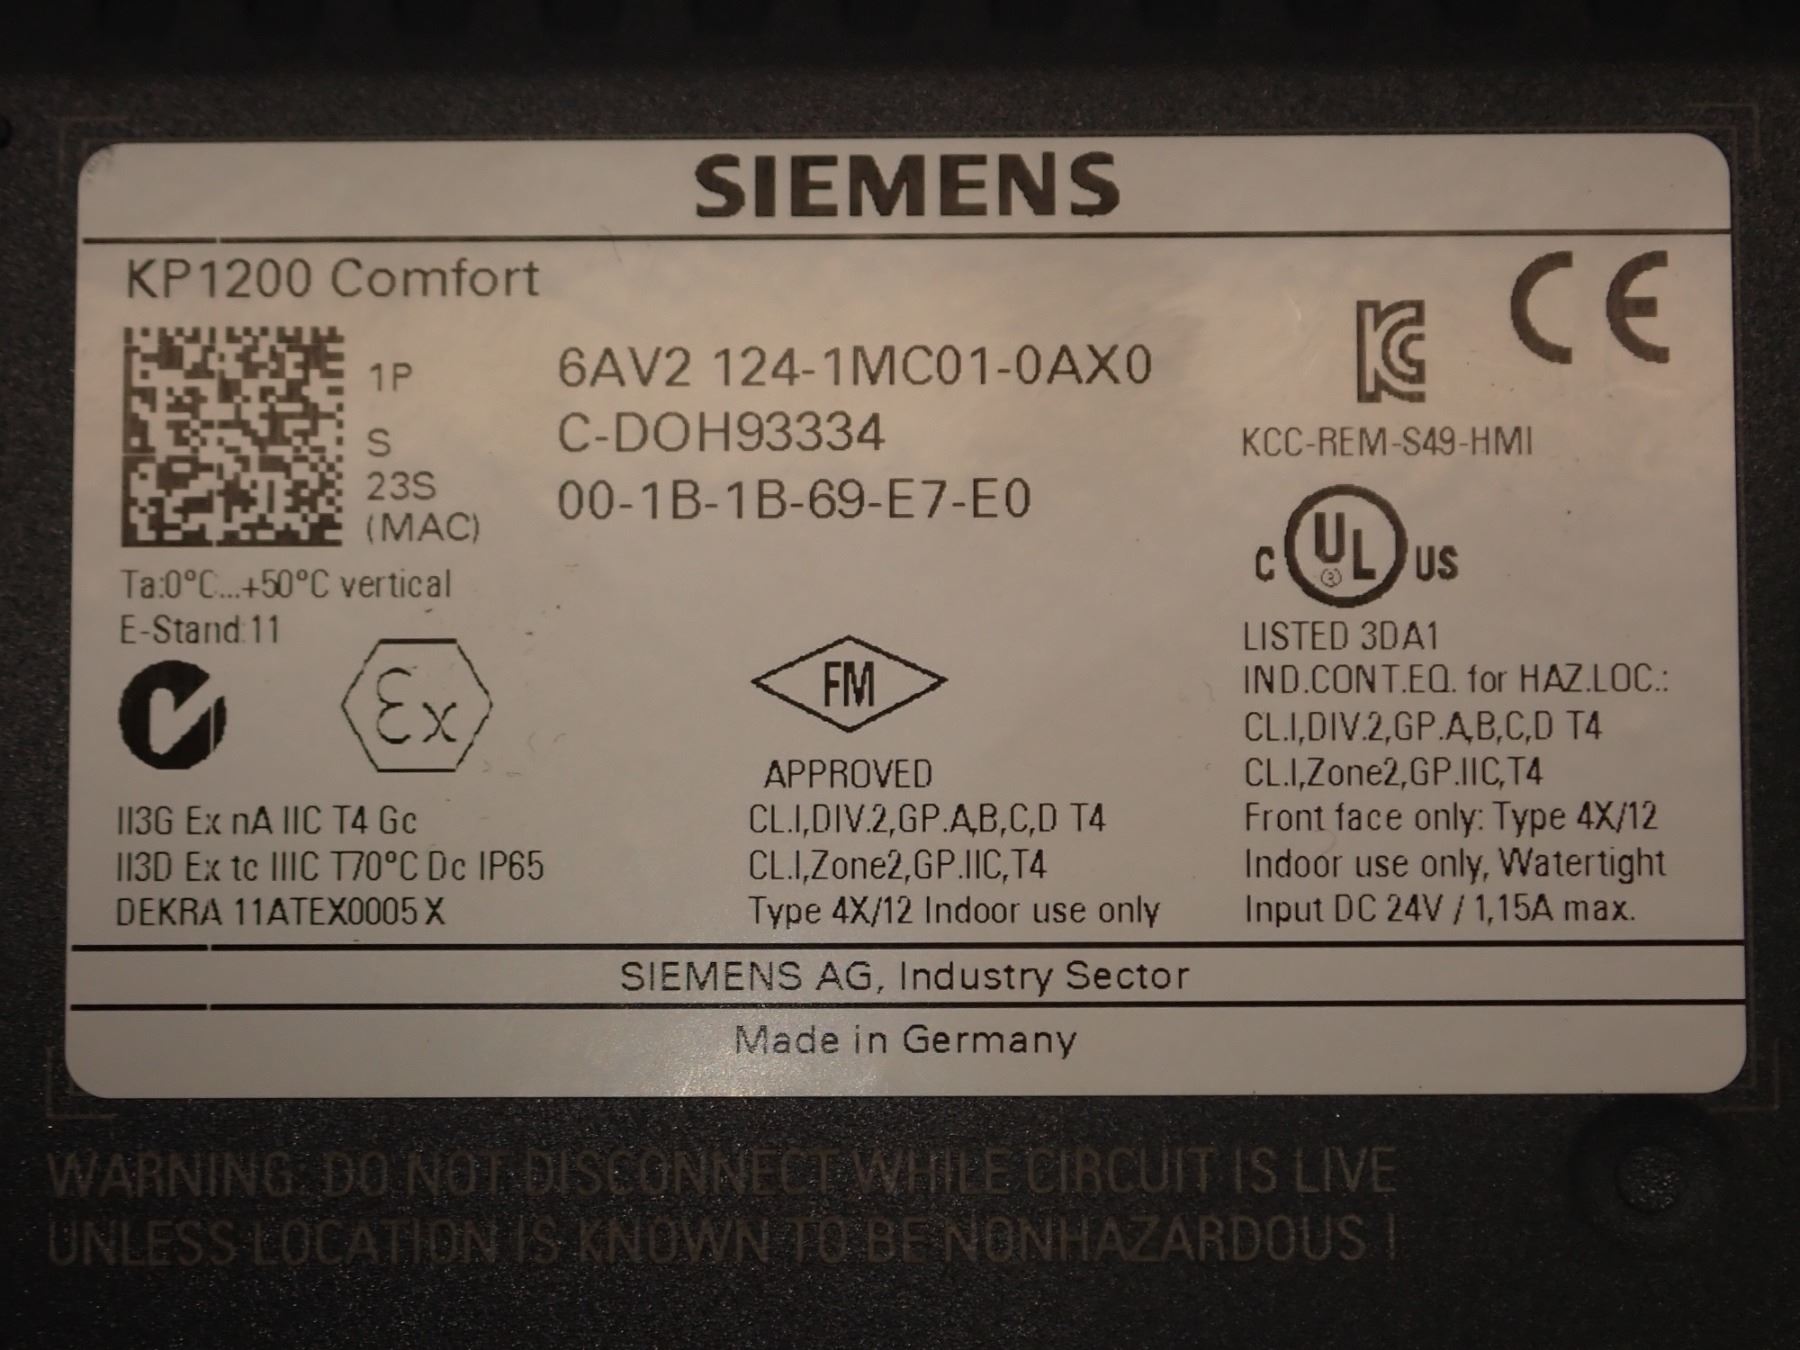 SIEMENS
KP1200 Comfort
CE
1P 6AV2 124-1MC01-0AX0
S C-DOH93334
23S
(MAC) 00-1B-1B-69-E7-E0
KCC-REM-S49-HMI
C UL US
Ta:0°C...+50°C vertical
E-Stand:11
Ex
II3G Ex nA IIC T4 Gc
II3D Ex tc IIIC T70°C Dc IP65
DEKRA 11ATEX0005 X
FM
APPROVED
CL.I,DIV.2,GP.A,B,C,D T4
CL.I,Zone2,GP.IIC,T4
Type 4X/12 Indoor use only
LISTED 3DA1
IND.CONT.EQ. for HAZ.LOC.:
CL.I,DIV.2,GP.A,B,C,D T4
CL.I,Zone2,GP.IIC,T4
Front face only: Type 4X/12
Indoor use only, Watertight
Input DC 24V / 1,15A max.
SIEMENS AG, Industry Sector
Made in Germany
WARNING: DO NOT DISCONNECT WHILE CIRCUIT IS LIVE
UNLESS LOCATION IS KNOWN TO BE NONHAZARDOUS !